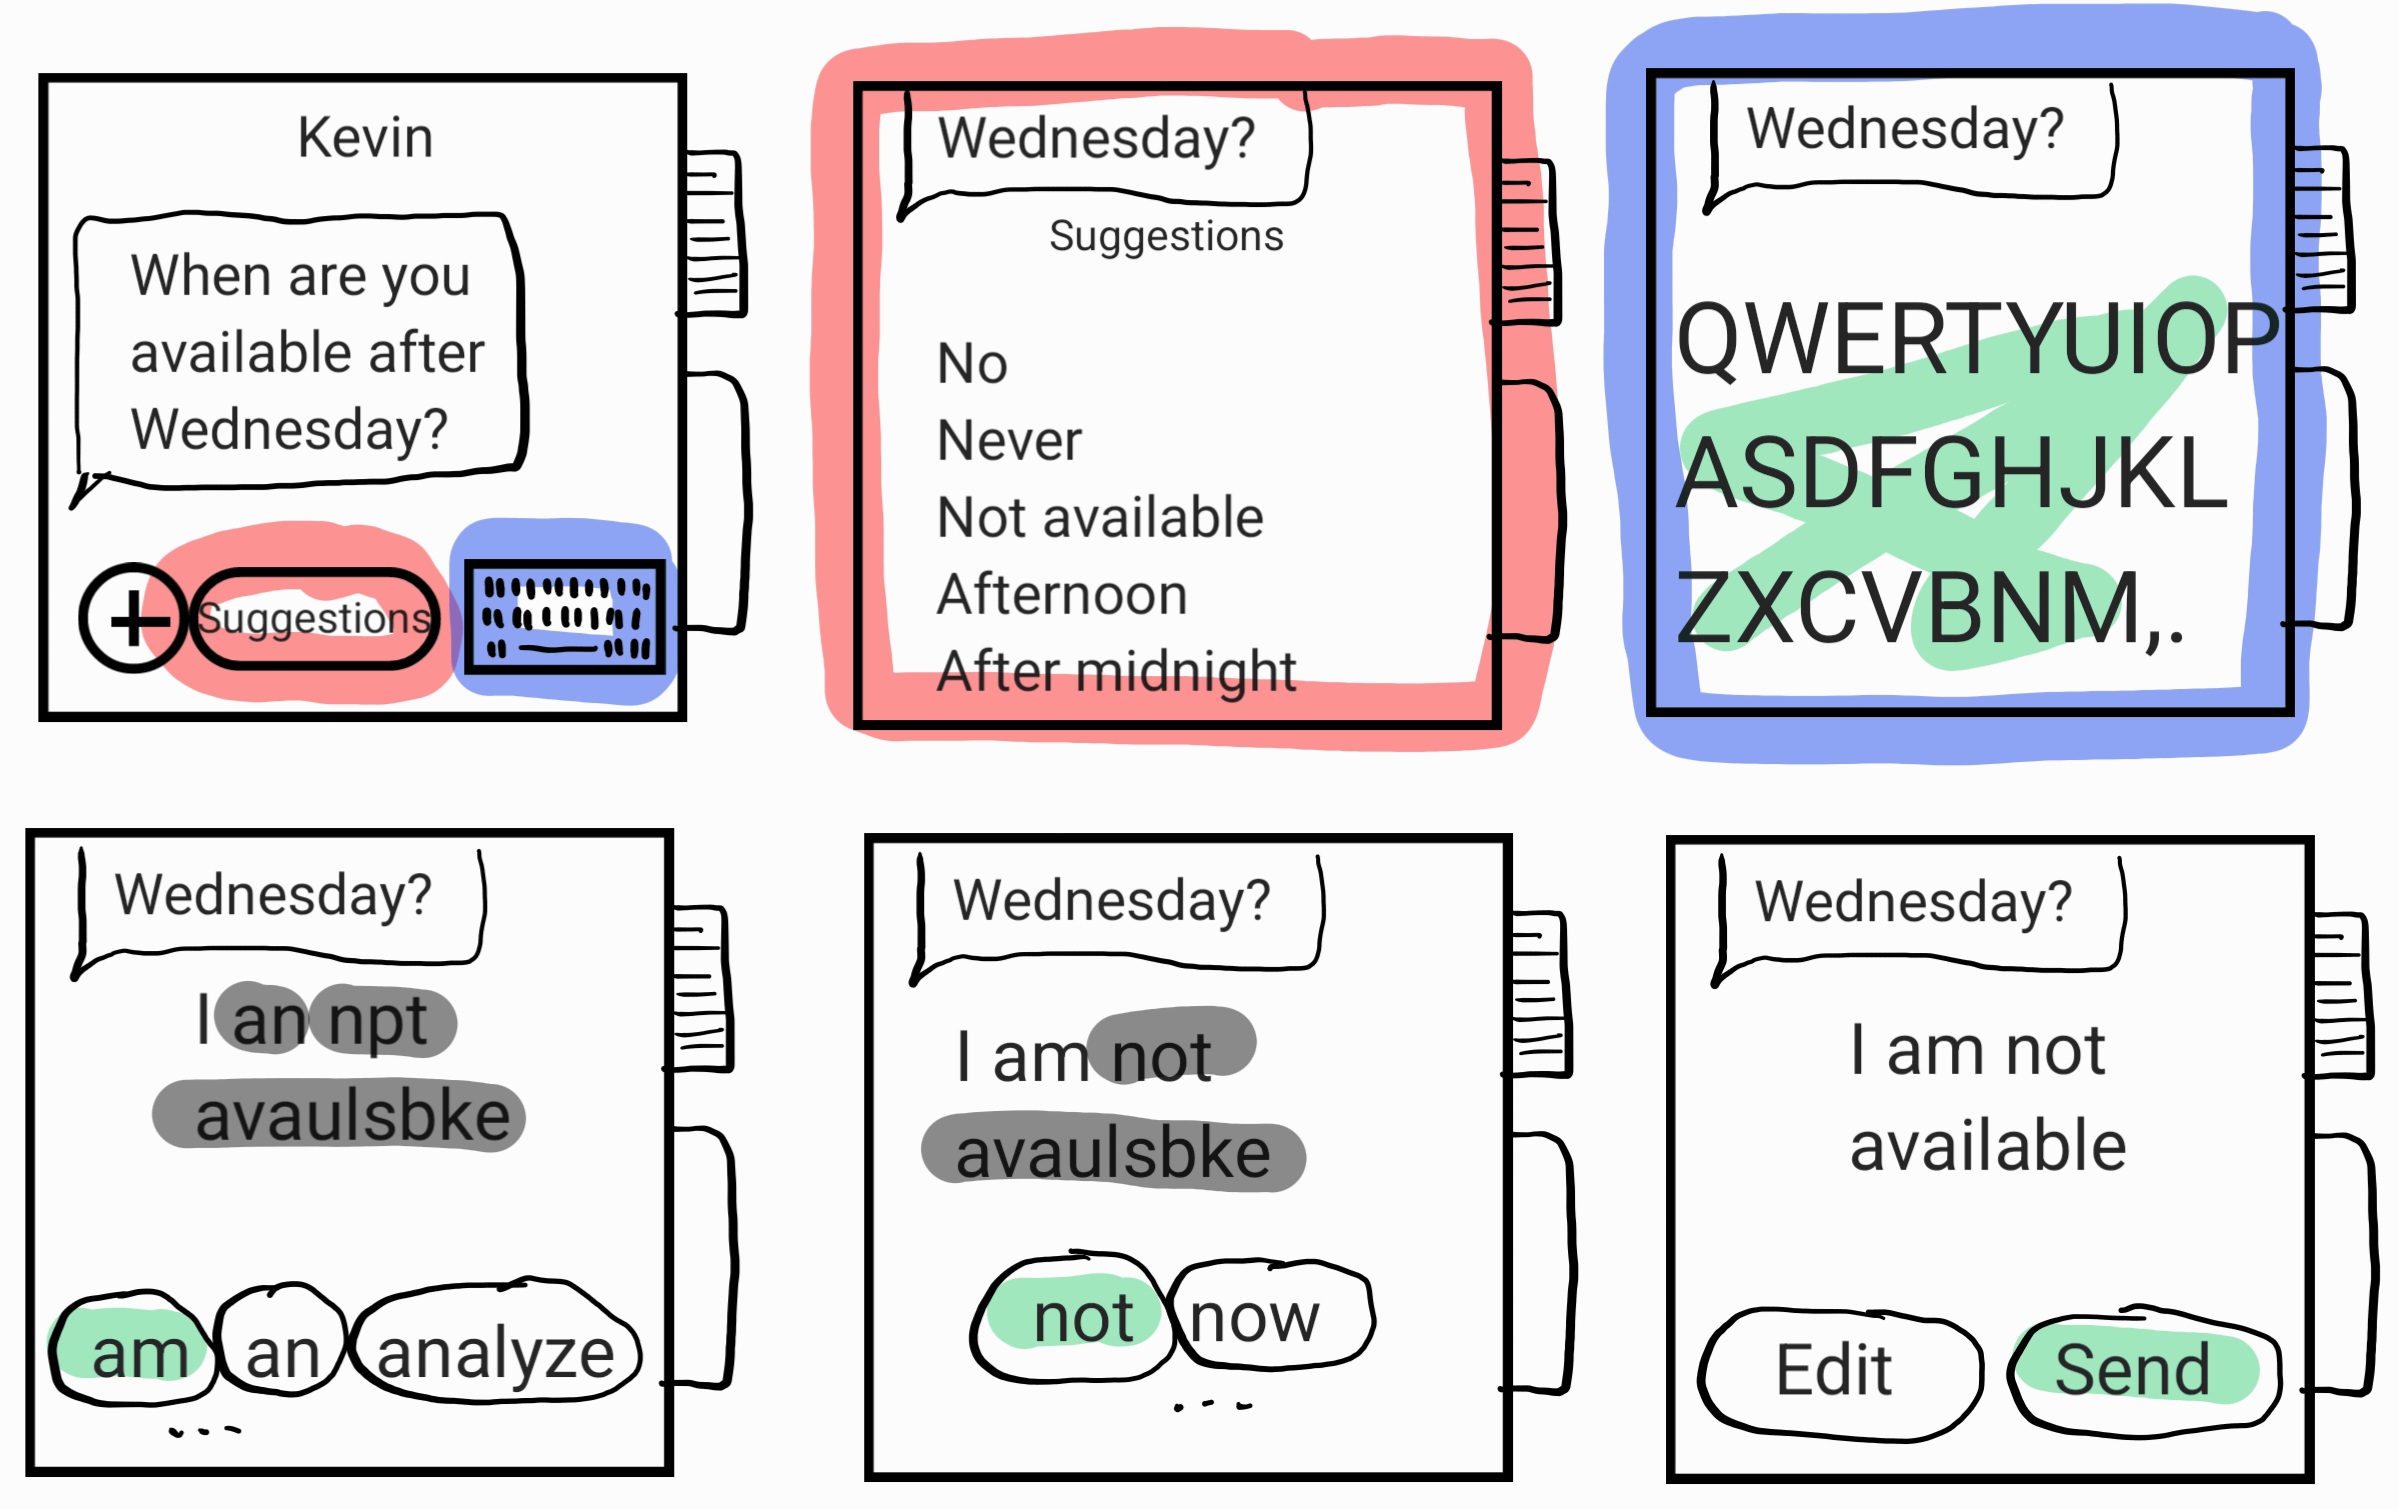 Kevin
When are you
available after
Wednesday?
Suggestions
Wednesday?
Suggestions
No
Never
Not available
Afternoon
After midnight
Wednesday?
QWERTYUIOP
ASDFGHJKL
ZXCVBNM,.
Wednesday?
I an npt
avaulsbke
am an analyze
Wednesday?
I am not
avaulsbke
not now
Wednesday?
I am not
available
Edit Send